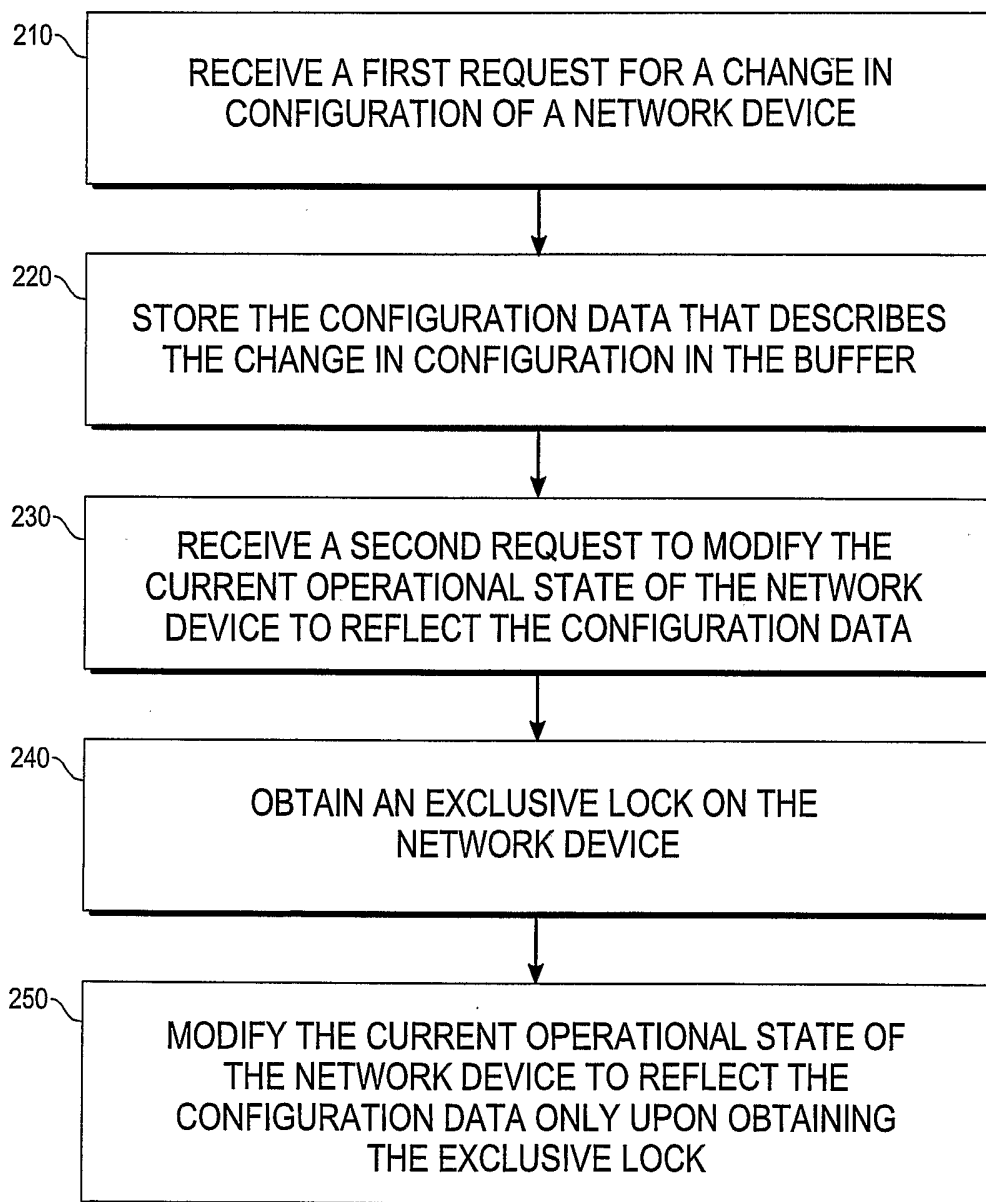 210
RECEIVE A FIRST REQUEST FOR A CHANGE IN
CONFIGURATION OF A NETWORK DEVICE
220
STORE THE CONFIGURATION DATA THAT DESCRIBES
THE CHANGE IN CONFIGURATION IN THE BUFFER
230
RECEIVE A SECOND REQUEST TO MODIFY THE
CURRENT OPERATIONAL STATE OF THE NETWORK
DEVICE TO REFLECT THE CONFIGURATION DATA
240
OBTAIN AN EXCLUSIVE LOCK ON THE
NETWORK DEVICE
250
MODIFY THE CURRENT OPERATIONAL STATE OF
THE NETWORK DEVICE TO REFLECT THE
CONFIGURATION DATA ONLY UPON OBTAINING
THE EXCLUSIVE LOCK